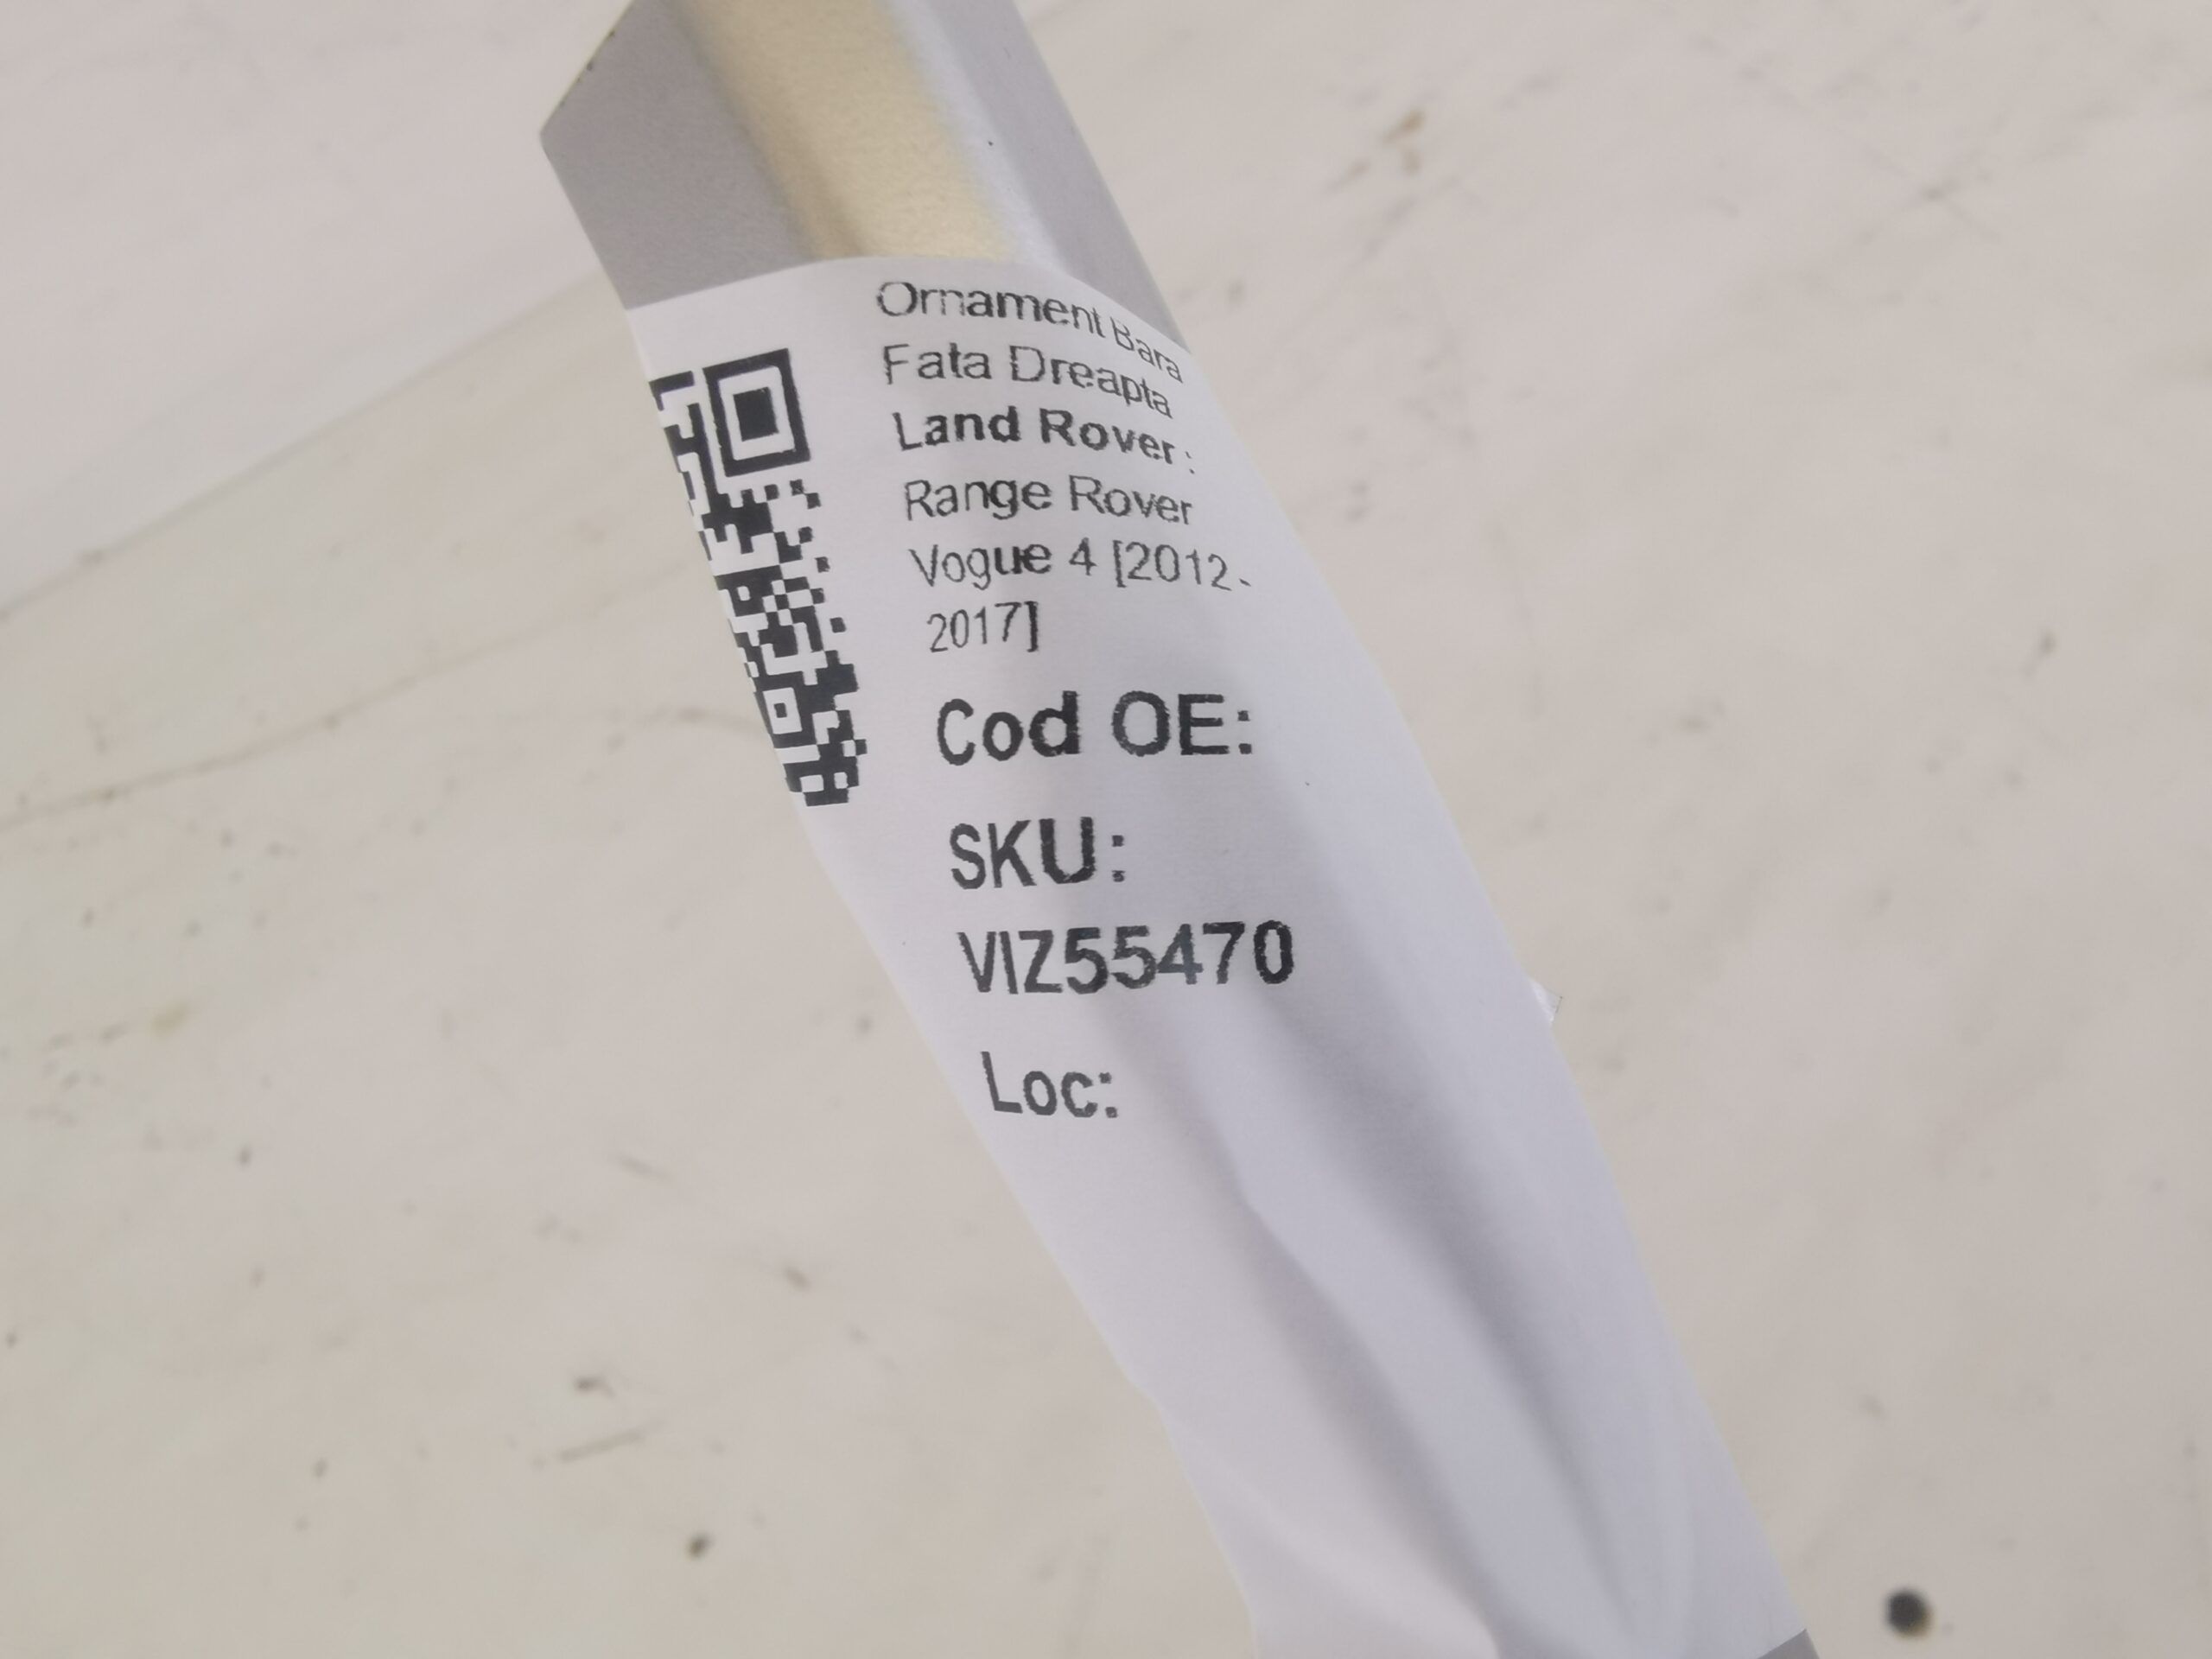 Ornament Bara
Fata Dreapta
Land Rover :
Range Rover
Vogue 4 [2012-
2017]
Cod OE:
SKU:
VIZ55470
Loc: